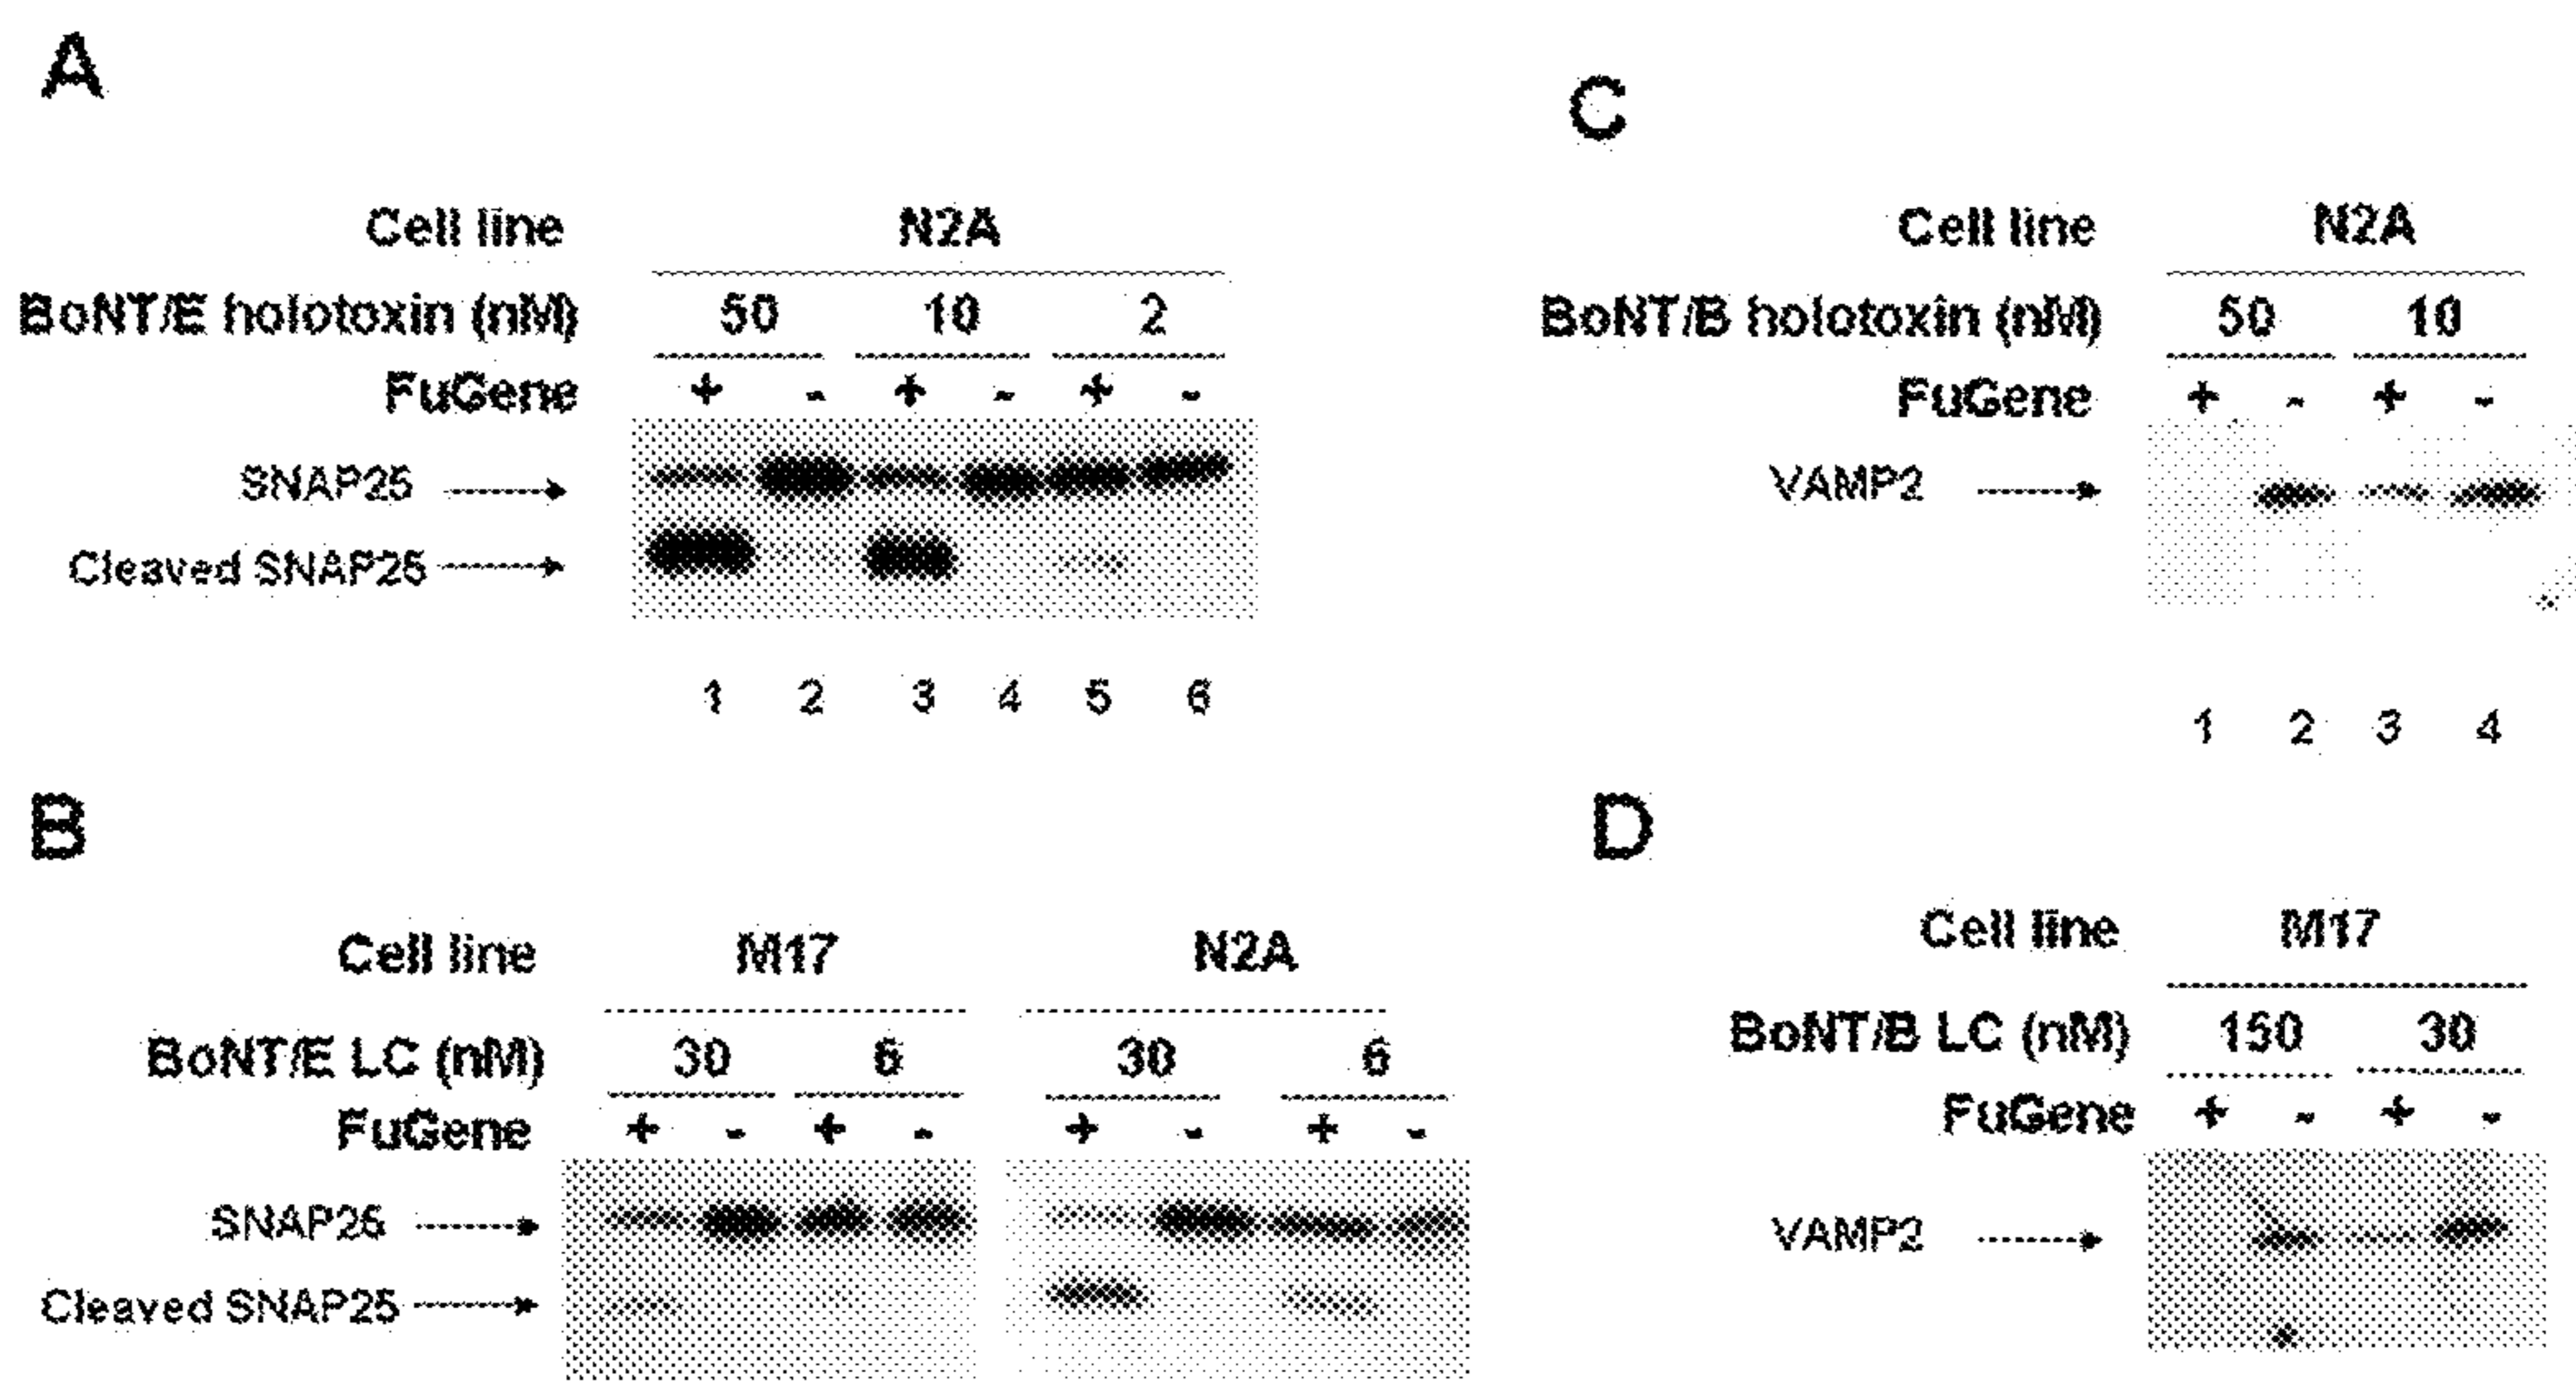 A
Cell line N2A
BoNT/E holotoxin (nM) 50 10 2
FuGene + - + - + -
SNAP25
Cleaved SNAP25
1 2 3 4 5 6
B
Cell line M17 N2A
BoNT/E LC (nM) 30 6 30 6
FuGene + - + - + - + -
SNAP25
Cleaved SNAP25
C
Cell line N2A
BoNT/B holotoxin (nM) 50 10
FuGene + - + -
VAMP2
1 2 3 4
D
Cell line M17
BoNT/B LC (nM) 150 30
FuGene + - + -
VAMP2